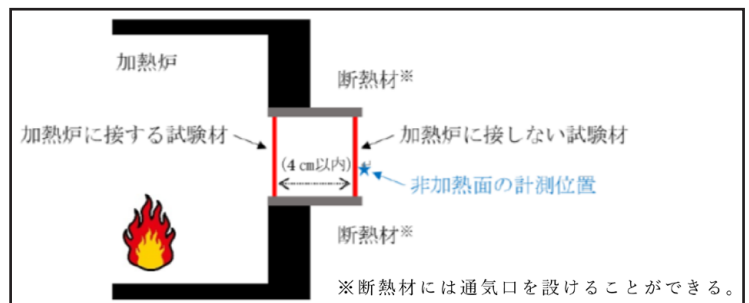 加熱炉
断熱材※
加熱炉に接する試験材
加熱炉に接しない試験材
(4㎝以内)
非加熱面の計測位置
断熱材※
※断熱材には通気口を設けることができる。